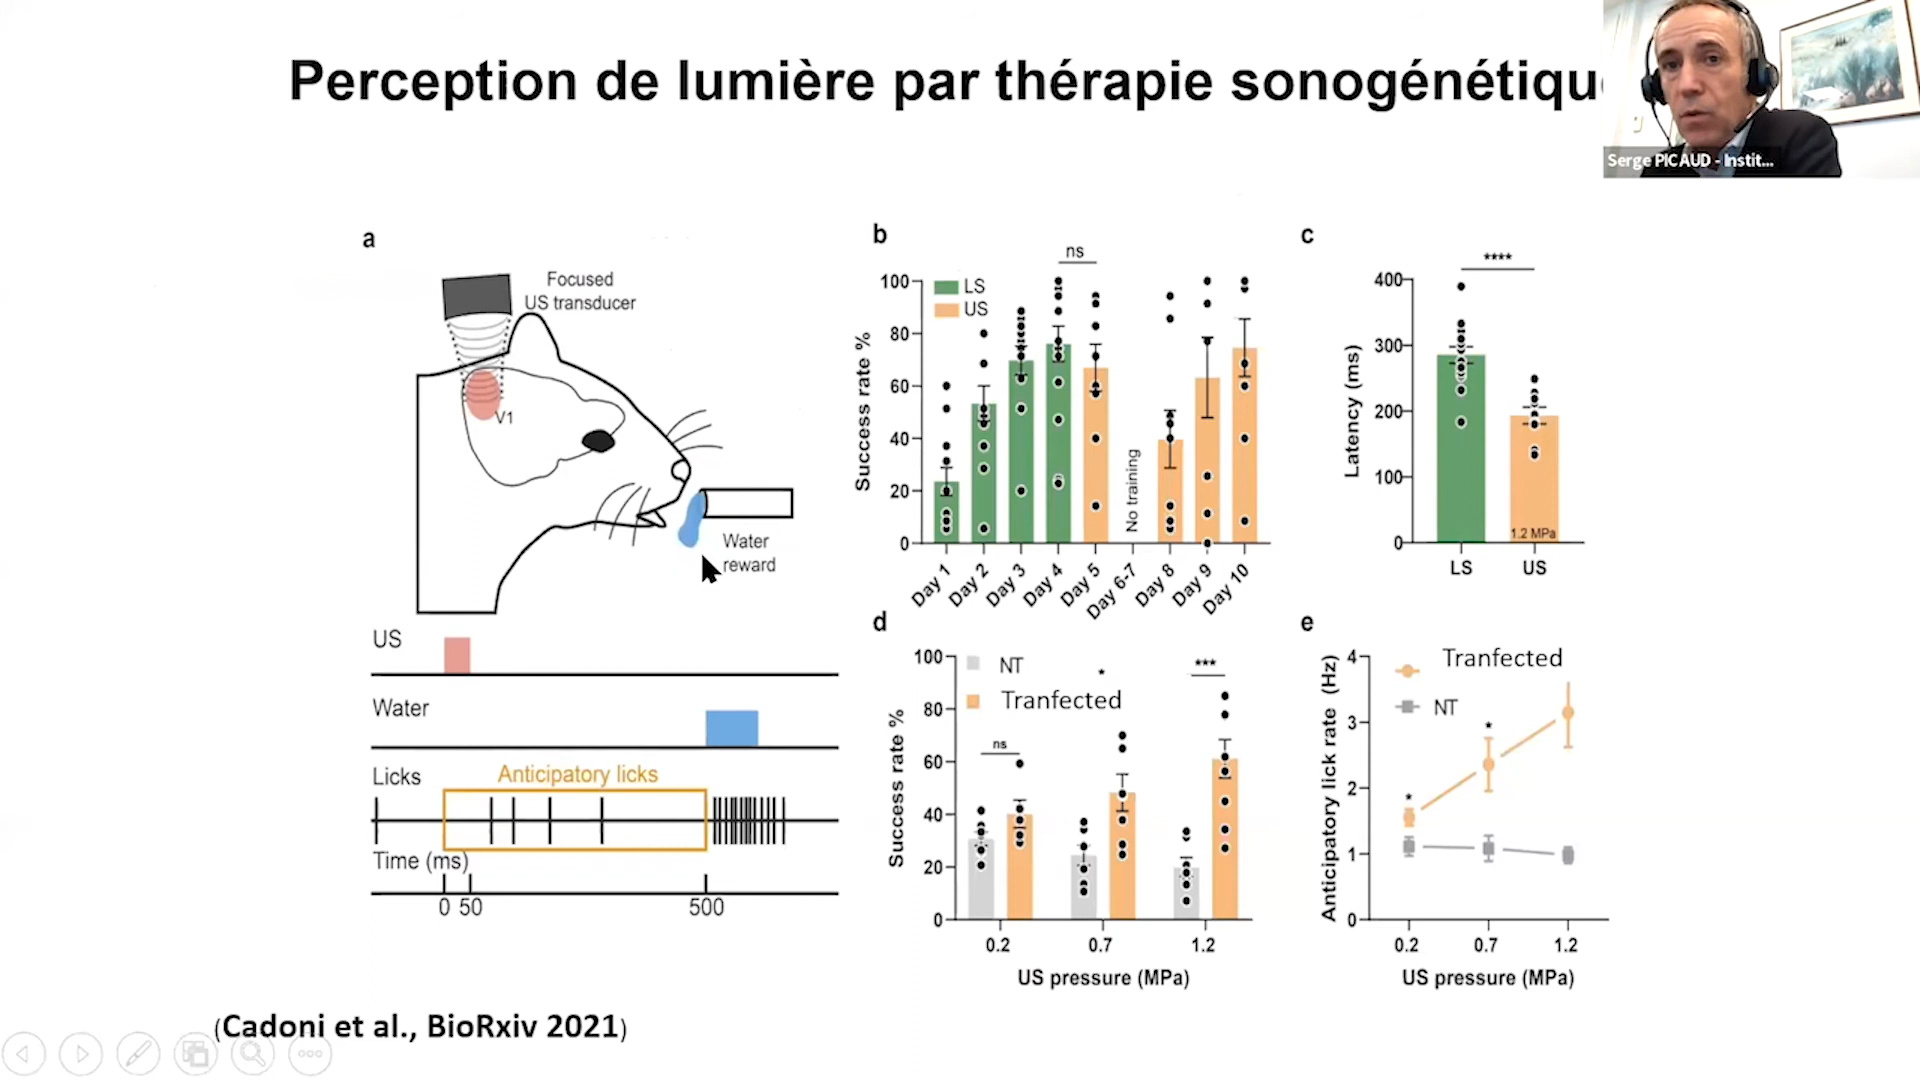 Perception de lumière par thérapie sonogénétiqu
Serge PICAUD - Instit...
a
Focused
US transducer
V1
Water
reward
US
Water
Licks
Anticipatory licks
Time (ms)
0 50
500
b
ns
LS
US
Success rate %
100
80
60
40
20
0
No training
Day 1
Day 2
Day 3
Day 4
Day 5
Day 6-7
Day 8
Day 9
Day 10
c
****
Latency (ms)
400
300
200
100
0
1.2 MPa
LS
US
d
NT
Tranfected
ns
*
***
Success rate %
100
80
60
40
20
0
0.2
0.7
1.2
US pressure (MPa)
e
Tranfected
NT
*
*
Anticipatory lick rate (Hz)
4
3
2
1
0
0.2
0.7
1.2
US pressure (MPa)
(Cadoni et al., BioRxiv 2021)